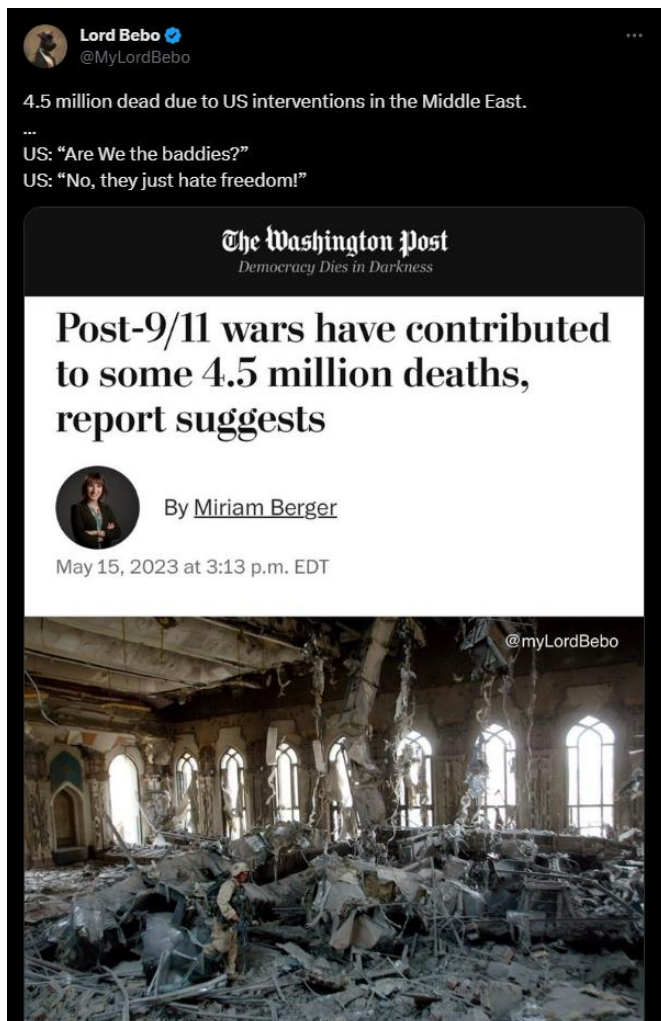 Lord Bebo
@MyLordBebo
4.5 million dead due to US interventions in the Middle East.
...
US: “Are We the baddies?”
US: “No, they just hate freedom!”
The Washington Post
Democracy Dies in Darkness
Post-9/11 wars have contributed
to some 4.5 million deaths,
report suggests
By Miriam Berger
May 15, 2023 at 3:13 p.m. EDT
@myLordBebo